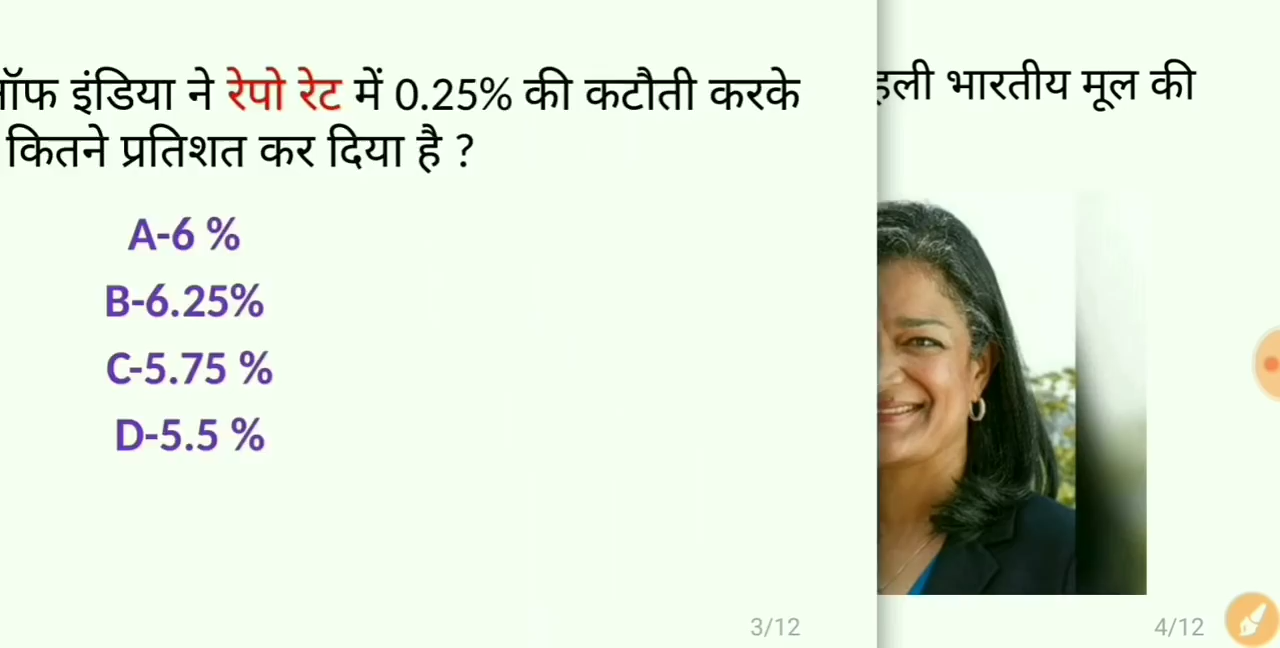 ऑफ इंडिया ने रेपो रेट में 0.25% की कटौती करके
कितने प्रतिशत कर दिया है ?
A-6 %
B-6.25%
C-5.75 %
D-5.5 %
3/12
भारतीय मूल की
4/12